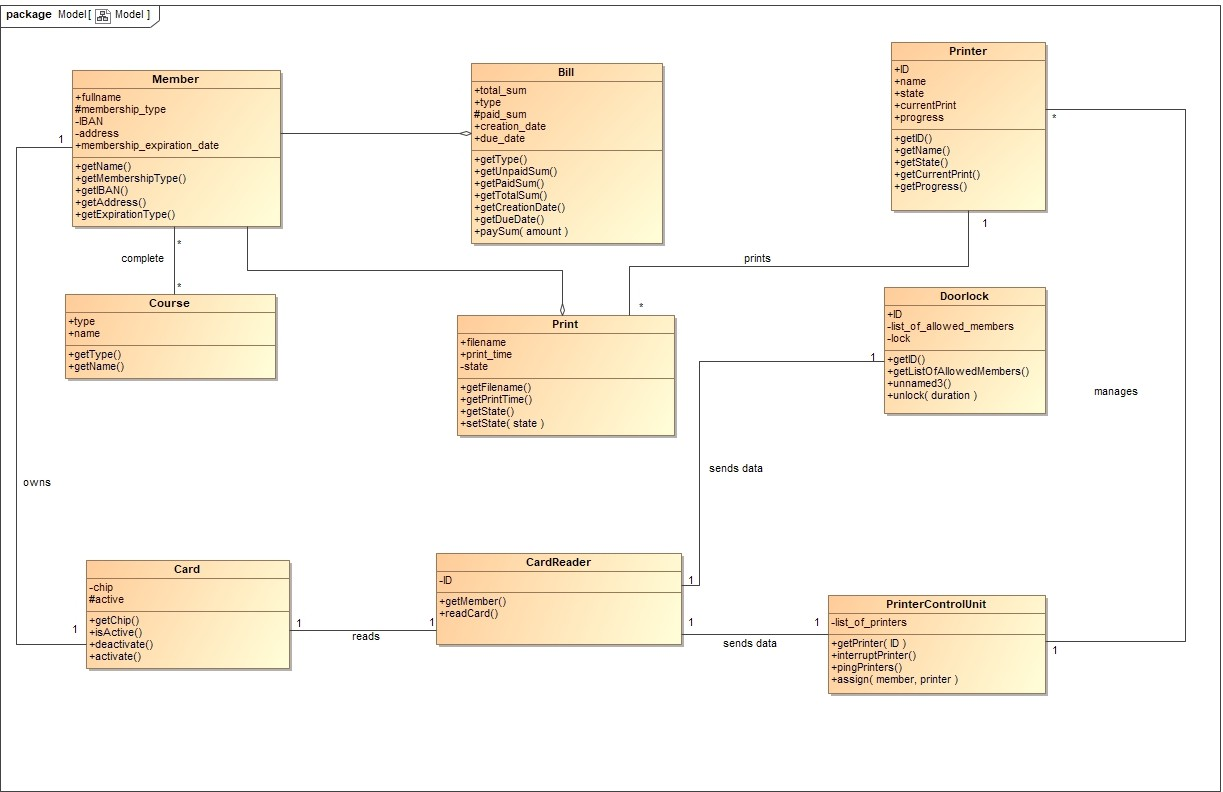 package Model [ Model ]
Member
+fullname
#membership_type
-IBAN
-address
+membership_expiration_date
+getName()
+getMembershipType()
+getIBAN()
+getAddress()
+getExpirationType()
Bill
+total_sum
+type
#paid_sum
+creation_date
+due_date
+getType()
+getUnpaidSum()
+getPaidSum()
+getTotalSum()
+getCreationDate()
+getDueDate()
+paySum( amount )
Printer
+ID
+name
+state
+currentPrint
+progress
+getID()
+getName()
+getState()
+getCurrentPrint()
+getProgress()
1
*
*
complete
*
1
prints
*
Course
+type
+name
+getType()
+getName()
Print
+filename
+print_time
-state
+getFilename()
+getPrintTime()
+getState()
+setState( state )
Doorlock
+ID
-list_of_allowed_members
-lock
+getID()
+getListOfAllowedMembers()
+unnamed3()
+unlock( duration )
1
manages
sends data
owns
Card
-chip
#active
+getChip()
+isActive()
+deactivate()
+activate()
1
1
reads
1
CardReader
-ID
+getMember()
+readCard()
1
1
sends data
1
PrinterControlUnit
-list_of_printers
+getPrinter( ID )
+interruptPrinter()
+pingPrinters()
+assign( member, printer )
1